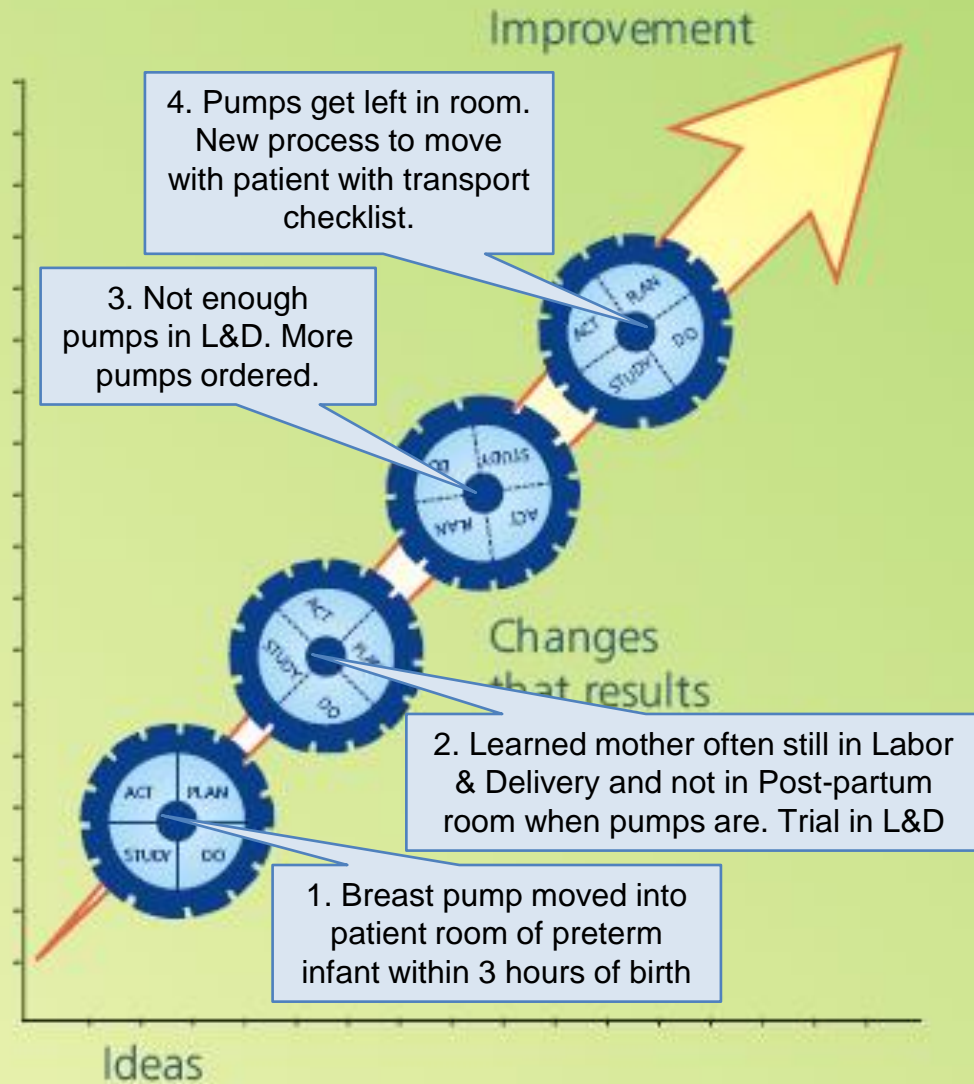 Improvement
4. Pumps get left in room.
New process to move
with patient with transport
checklist.
PLAN
DO
STUDY
ACT
3. Not enough
pumps in L&D. More
pumps ordered.
STUDY
ACT
PLAN
DO
ACT
PLAN
DO
STUDY
Changes
that results
2. Learned mother often still in Labor
& Delivery and not in Post-partum
room when pumps are. Trial in L&D
ACT
PLAN
STUDY
DO
1. Breast pump moved into
patient room of preterm
infant within 3 hours of birth
Ideas